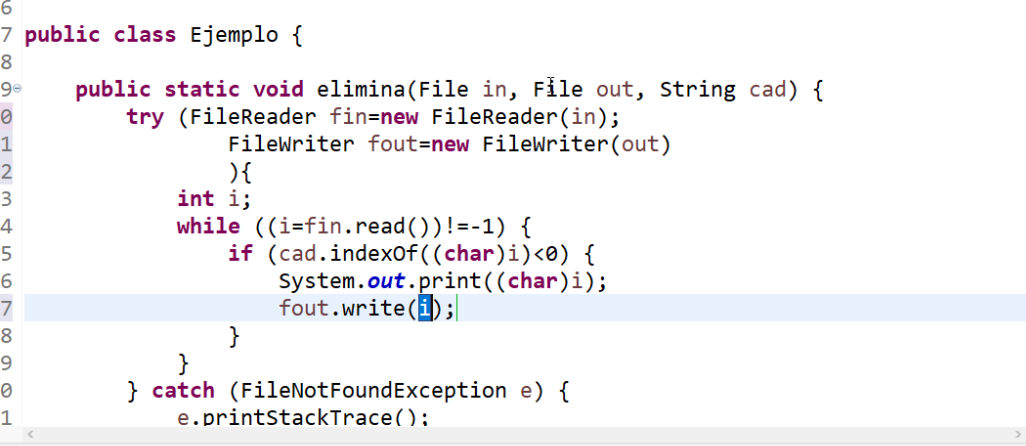 6
7 public class Ejemplo {
8
9 public static void elimina(File in, File out, String cad) {
0 try (FileReader fin=new FileReader(in);
1 FileWriter fout=new FileWriter(out)
2 ){
3 int i;
4 while ((i=fin.read())!=-1) {
5 if (cad.indexOf((char)i)<0) {
6 System.out.print((char)i);
7 fout.write(i);
8 }
9 }
0 } catch (FileNotFoundException e) {
1 e.printStackTrace();